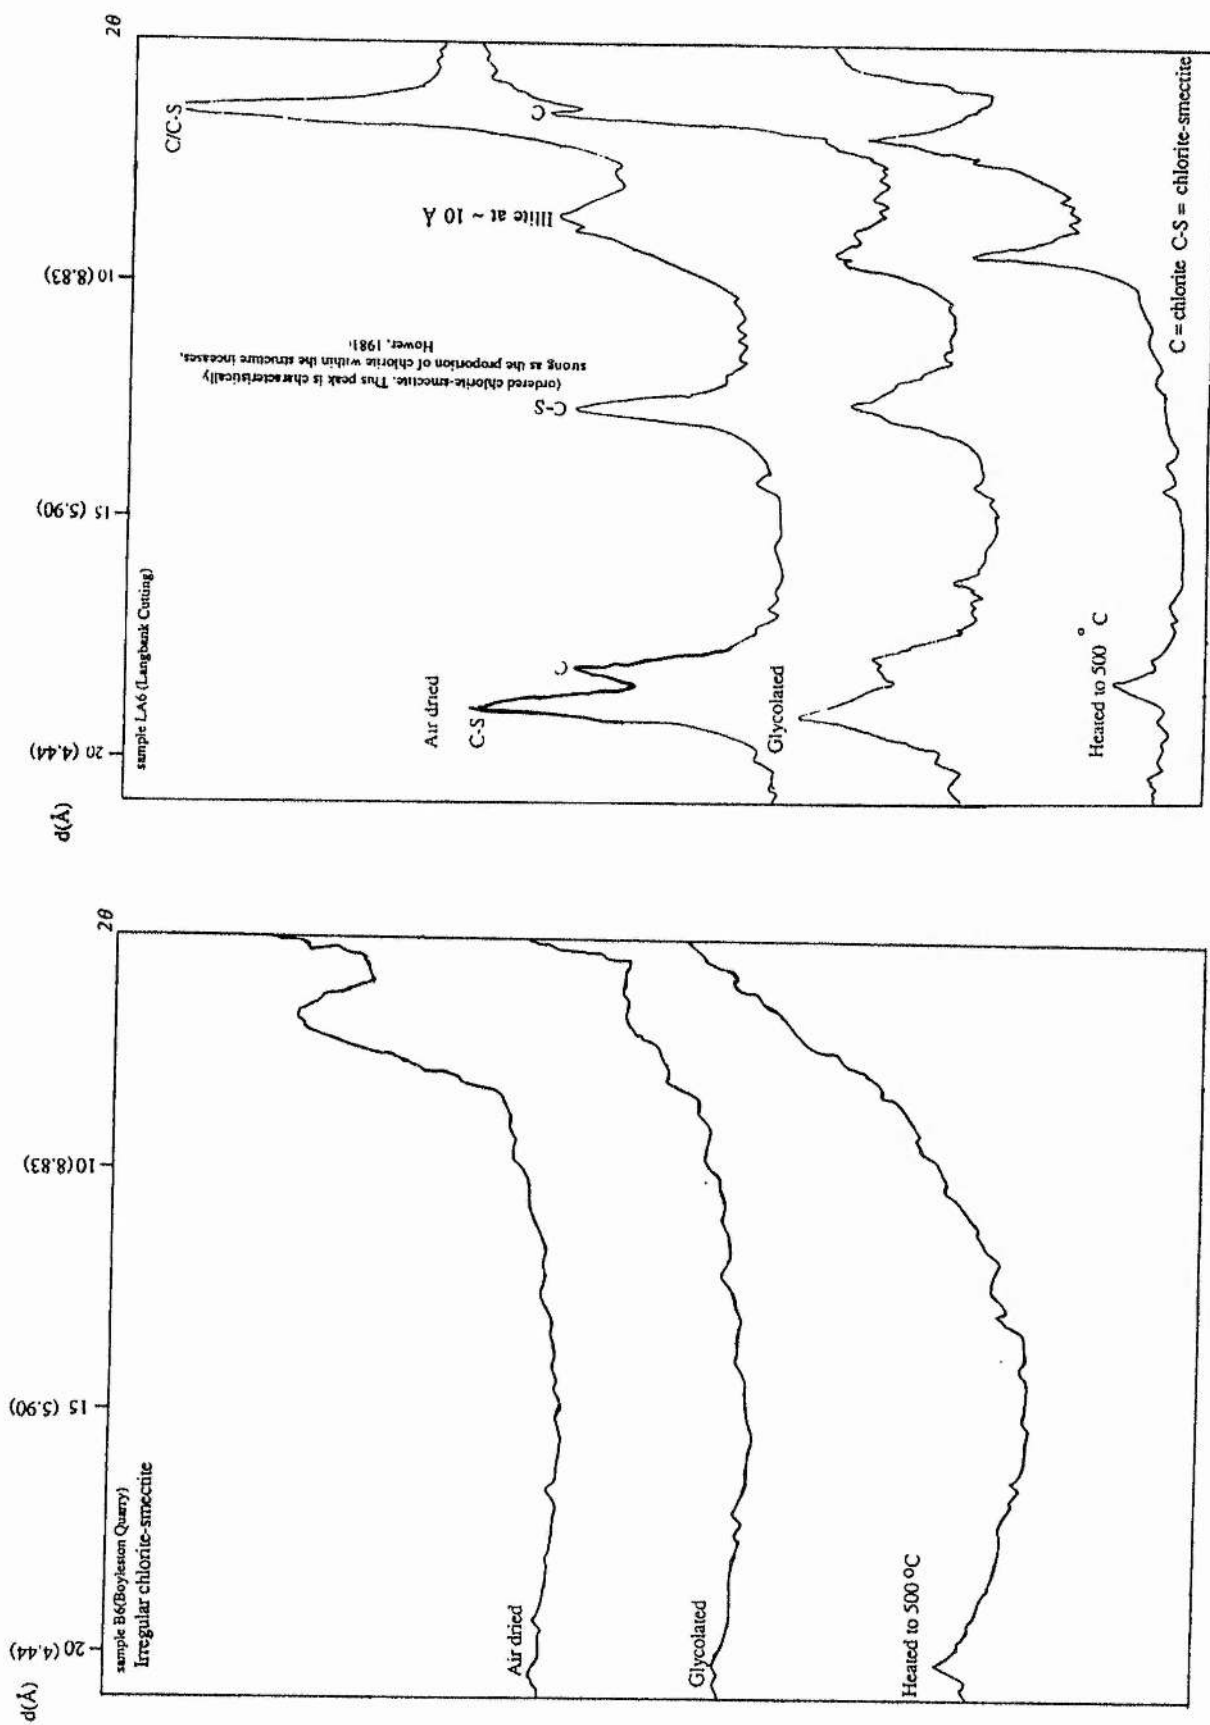 2θ
d(Å)
20 (4.44)
15 (5.90)
10 (8.83)
sample LA6 (Langbank Cutting)
C/C-S
Illite at ~ 10 Å
C
C-S
(ordered chlorite-smectite. Thus peak is characteristically
strong as the proportion of chlorite within the structure inceases,
Hower, 1981)
C
C-S
Air dried
Glycolated
Heated to 500 ° C
C = chlorite C-S = chlorite-smectite
2θ
d(Å)
20 (4.44)
15 (5.90)
10 (8.83)
sample B6(Boyleston Quarry)
Irregular chlorite-smectite
Air dried
Glycolated
Heated to 500 °C